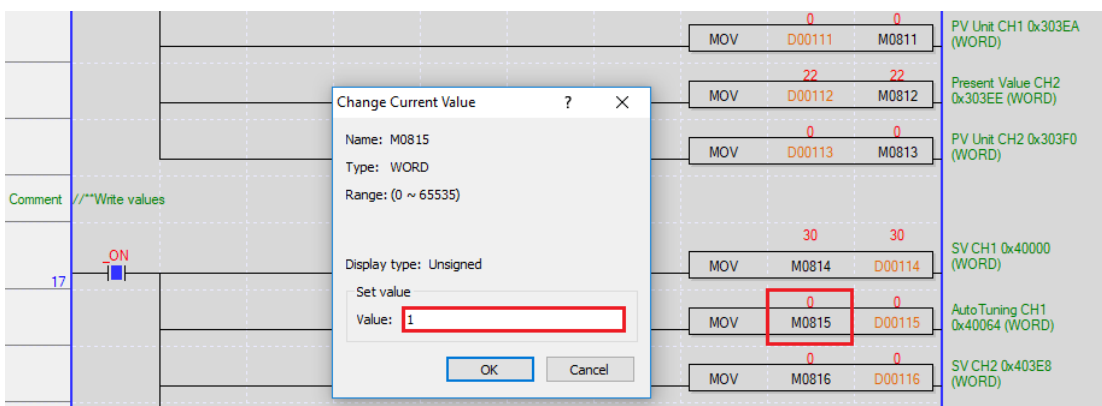 0 0
MOV D00111 M0811
PV Unit CH1 0x303EA
(WORD)
22 22
MOV D00112 M0812
Present Value CH2
0x303EE (WORD)
0 0
MOV D00113 M0813
PV Unit CH2 0x303F0
(WORD)
Change Current Value ? X
Name: M0815
Type: WORD
Range: (0 ~ 65535)
Display type: Unsigned
Set value
Value: 1
OK Cancel
Comment //**Write values
_ON
17
30 30
MOV M0814 D00114
SV CH1 0x40000
(WORD)
0 0
MOV M0815 D00115
AutoTuning CH1
0x40064 (WORD)
0 0
MOV M0816 D00116
SV CH2 0x403E8
(WORD)